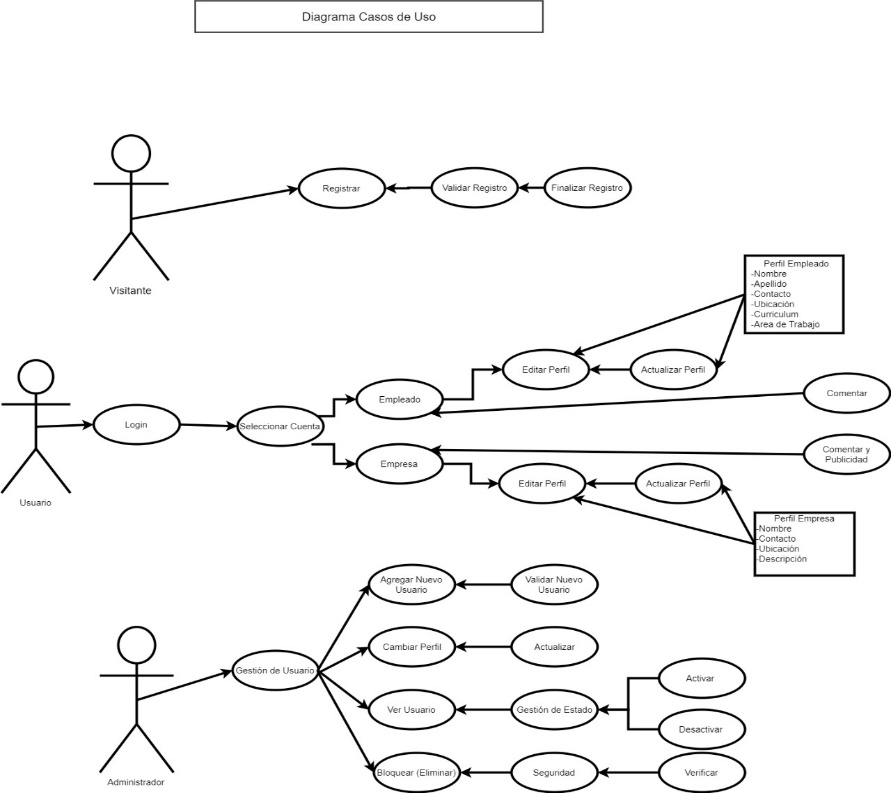 Diagrama Casos de Uso
Registrar
Validar Registro
Finalizar Registro
Visitante
Perfil Empleado
-Nombre
-Apellido
-Contacto
-Ubicación
-Curriculum
-Area de Trabajo
Editar Perfil
Actualizar Perfil
Empleado
Comentar
Login
Seleccionar Cuenta
Comentar y
Publicidad
Empresa
Editar Perfil
Actualizar Perfil
Usuario
Perfil Empresa
-Nombre
-Contacto
-Ubicación
-Descripción
Agregar Nuevo
Usuario
Validar Nuevo
Usuario
Cambiar Perfil
Actualizar
Gestión de Usuario
Activar
Ver Usuario
Gestión de Estado
Desactivar
Bloquear (Eliminar)
Seguridad
Verificar
Administrador